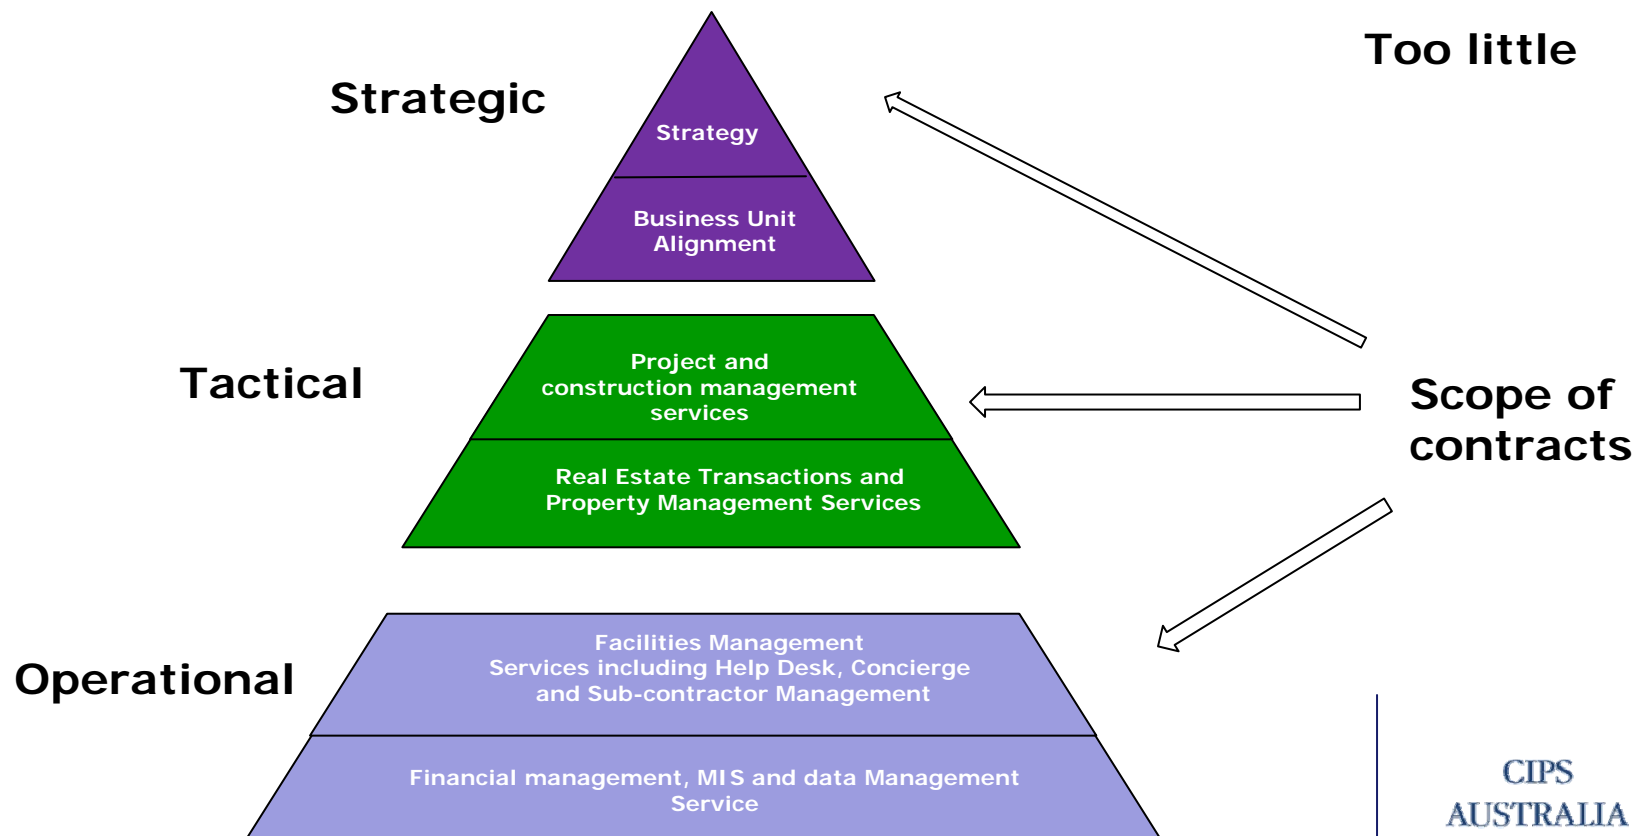 Too little
Strategic
Strategy
Business Unit
Alignment
Tactical
Project and
construction management
services
Real Estate Transactions and
Property Management Services
Scope of
contracts
Operational
Facilities Management
Services including Help Desk, Concierge
and Sub-contractor Management
Financial management, MIS and data Management
Service
CIPS
AUSTRALIA